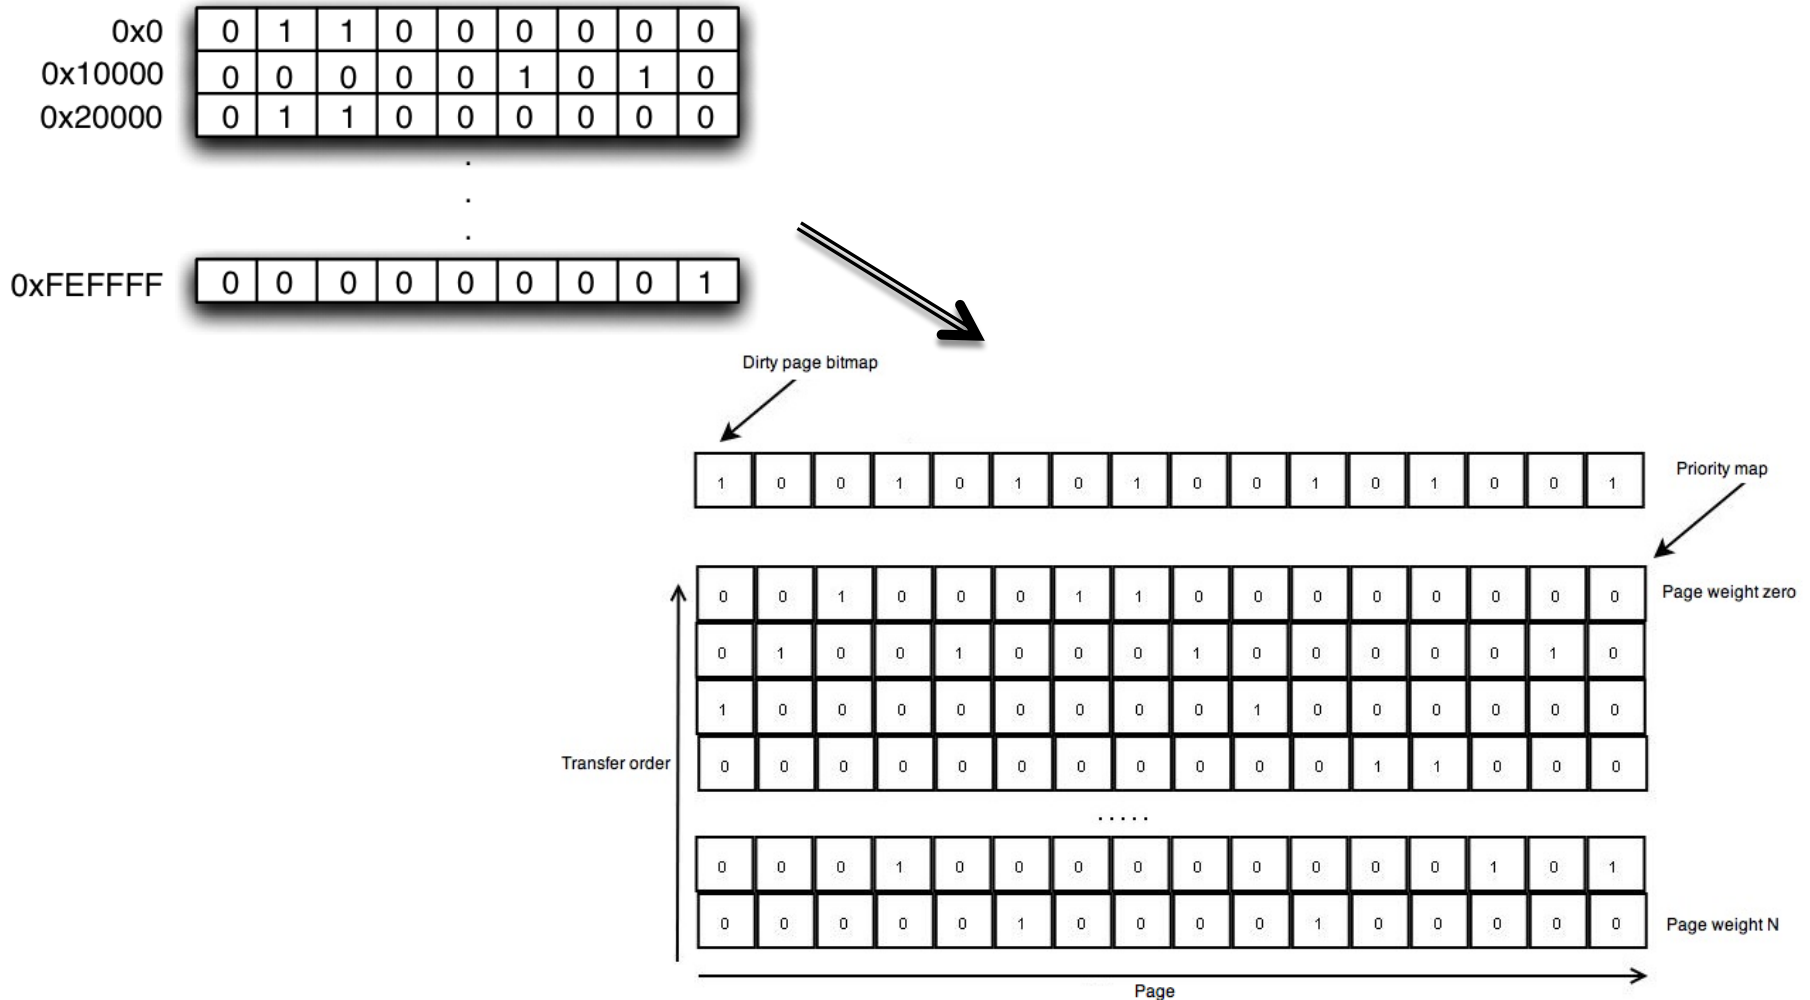 0x0 0 1 1 0 0 0 0 0 0
0x10000 0 0 0 0 0 1 0 1 0
0x20000 0 1 1 0 0 0 0 0 0
.
.
.
0xFEFFFF 0 0 0 0 0 0 0 0 1
Dirty page bitmap
1 0 0 1 0 1 0 1 0 0 1 0 1 0 0 1
Priority map
0 0 1 0 0 0 1 1 0 0 0 0 0 0 0 0 Page weight zero
0 1 0 0 1 0 0 0 1 0 0 0 0 0 1 0
1 0 0 0 0 0 0 0 0 1 0 0 0 0 0 0
Transfer order 0 0 0 0 0 0 0 0 0 0 0 1 1 0 0 0
.....
0 0 0 1 0 0 0 0 0 0 0 0 0 1 0 1
0 0 0 0 0 1 0 0 0 0 1 0 0 0 0 0 Page weight N
Page